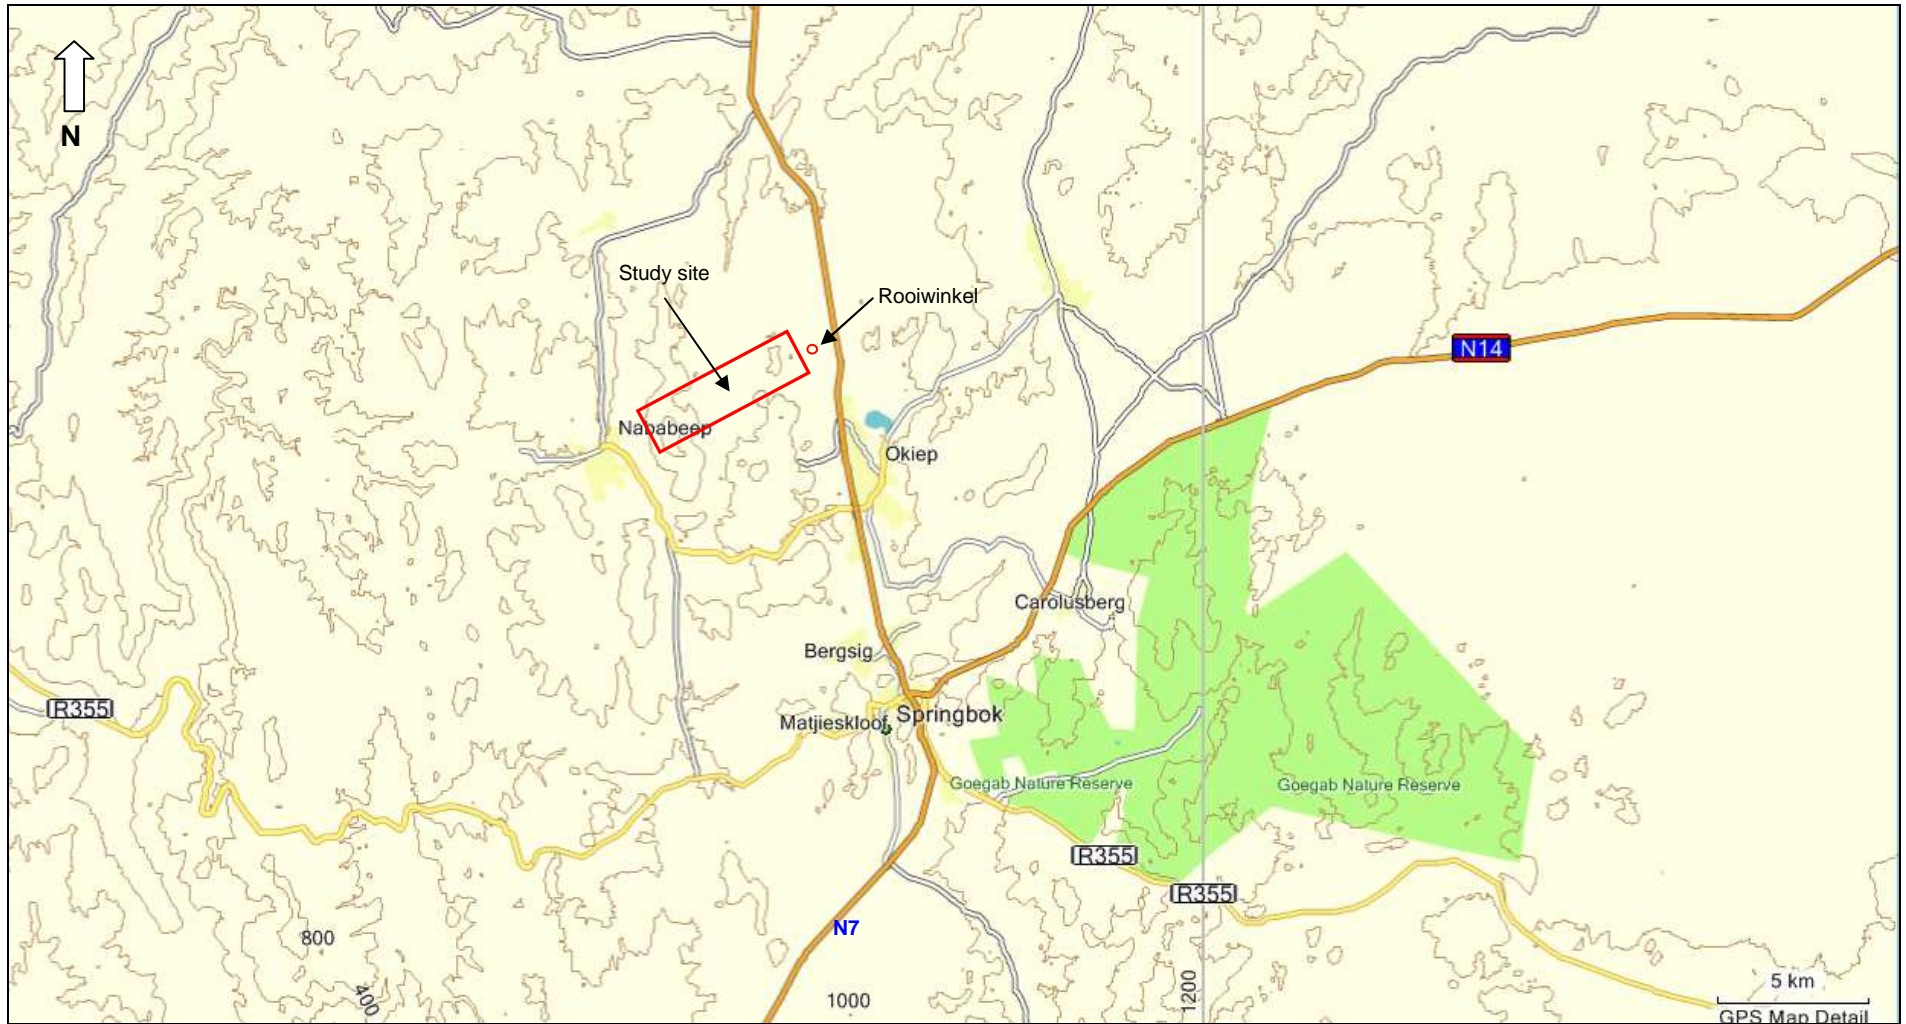 N
Study site
Rooiwinkel
N14
Nababeep
Okiep
Carolusberg
Bergsig
R355
Matjieskloof
Springbok
Goegab Nature Reserve
Goegab Nature Reserve
R355
R355
N7
800
400
1000
1200
5 km
GPS Map Detail